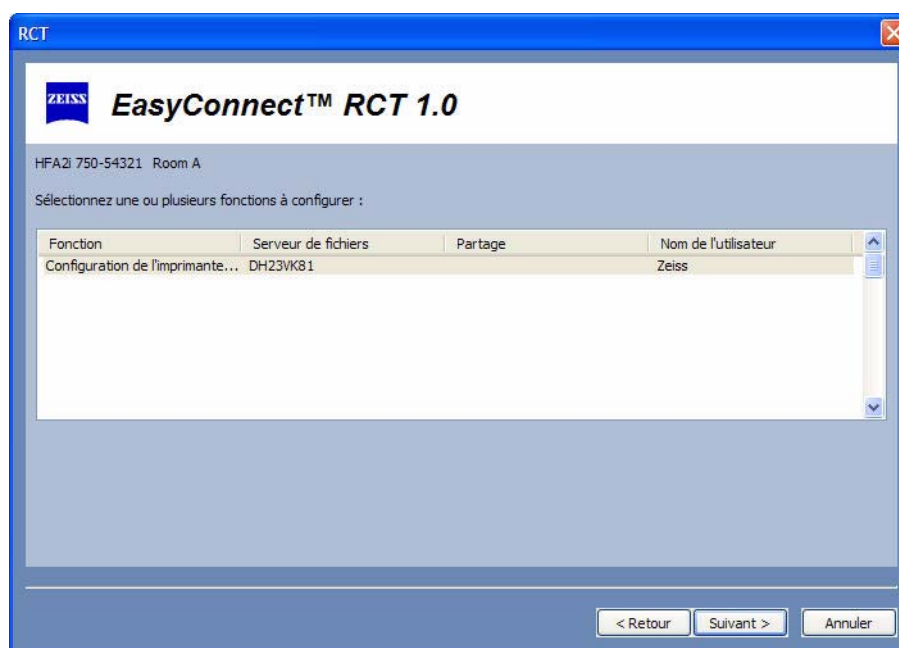 RCT
ZEISS EasyConnect™ RCT 1.0
HFA2i 750-54321 Room A
Sélectionnez une ou plusieurs fonctions à configurer :
Fonction Serveur de fichiers Partage Nom de l'utilisateur
Configuration de l'imprimante... DH23VK81 Zeiss
< Retour Suivant > Annuler